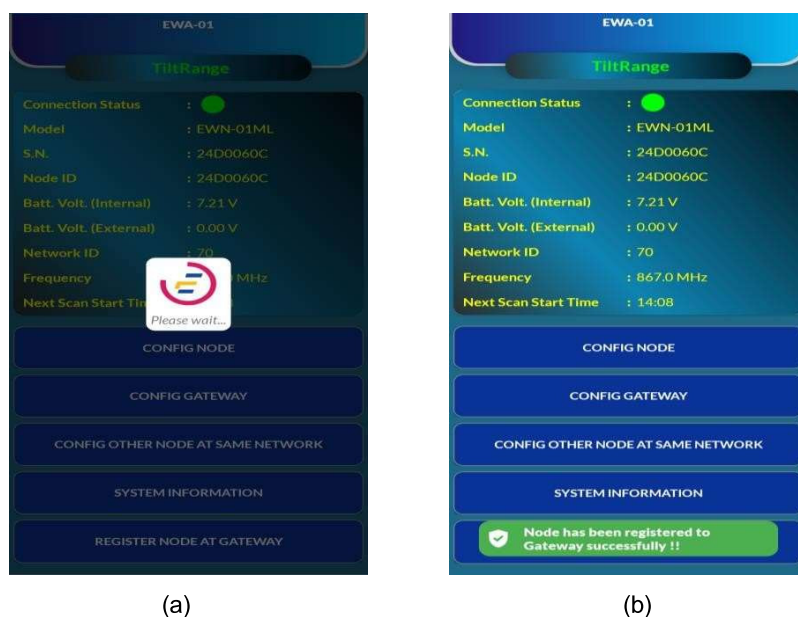 EWA-01
TiltRange
Connection Status :
Model : EWN-01ML
S.N. : 24D0060C
Node ID : 24D0060C
Batt. Volt. (Internal) : 7.21 V
Batt. Volt. (External) : 0.00 V
Network ID : 70
Frequency MHz
Next Scan Start
Please wait...
CONFIG NODE
CONFIG GATEWAY
CONFIG OTHER NODE AT SAME NETWORK
SYSTEM INFORMATION
REGISTER NODE AT GATEWAY
(a)
EWA-01
TiltRange
Connection Status :
Model : EWN-01ML
S.N. : 24D0060C
Node ID : 24D0060C
Batt. Volt. (Internal) : 7.21 V
Batt. Volt. (External) : 0.00 V
Network ID : 70
Frequency : 867.0 MHz
Next Scan Start Time : 14:08
CONFIG NODE
CONFIG GATEWAY
CONFIG OTHER NODE AT SAME NETWORK
SYSTEM INFORMATION
Node has been registered to
Gateway successfully !!
(b)